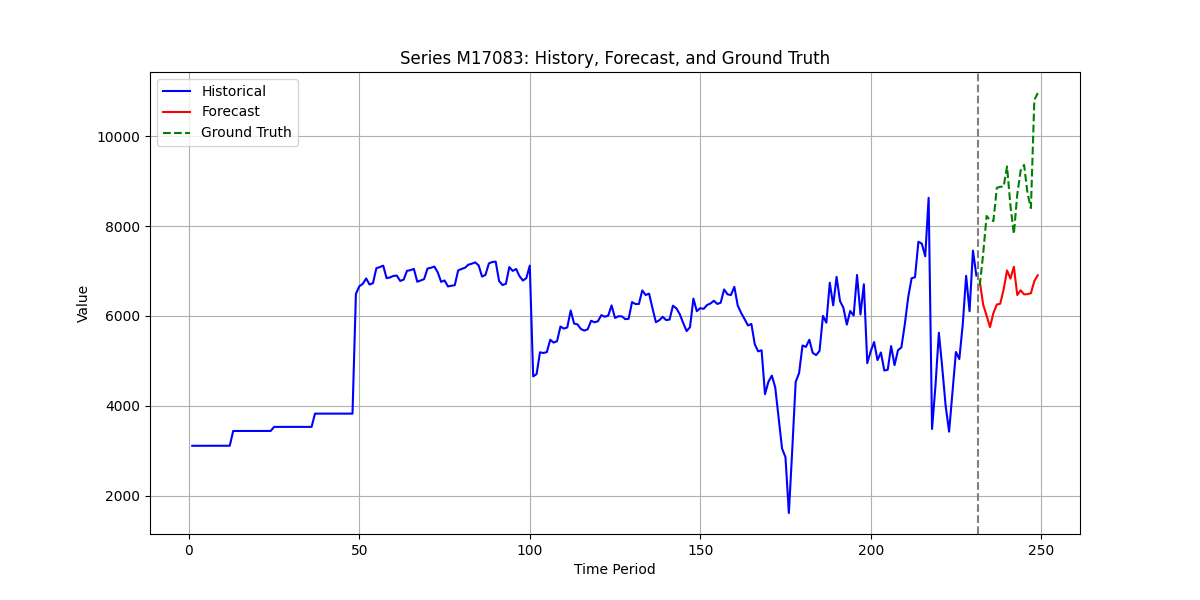 Series M17083: History, Forecast, and Ground Truth
Historical
Forecast
Ground Truth
10000
8000
6000
4000
2000
Value
0 50 100 150 200 250
Time Period